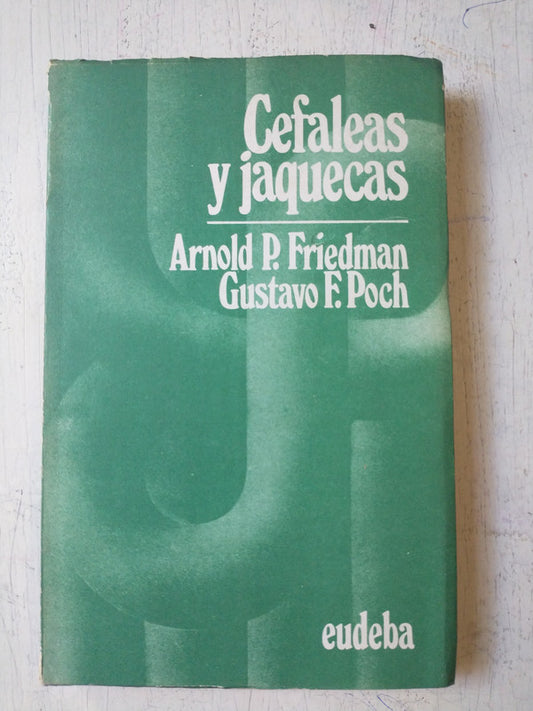 Cefaleas
y jaquecas
Arnold P. Friedman
Gustavo F. Poch
eudeba